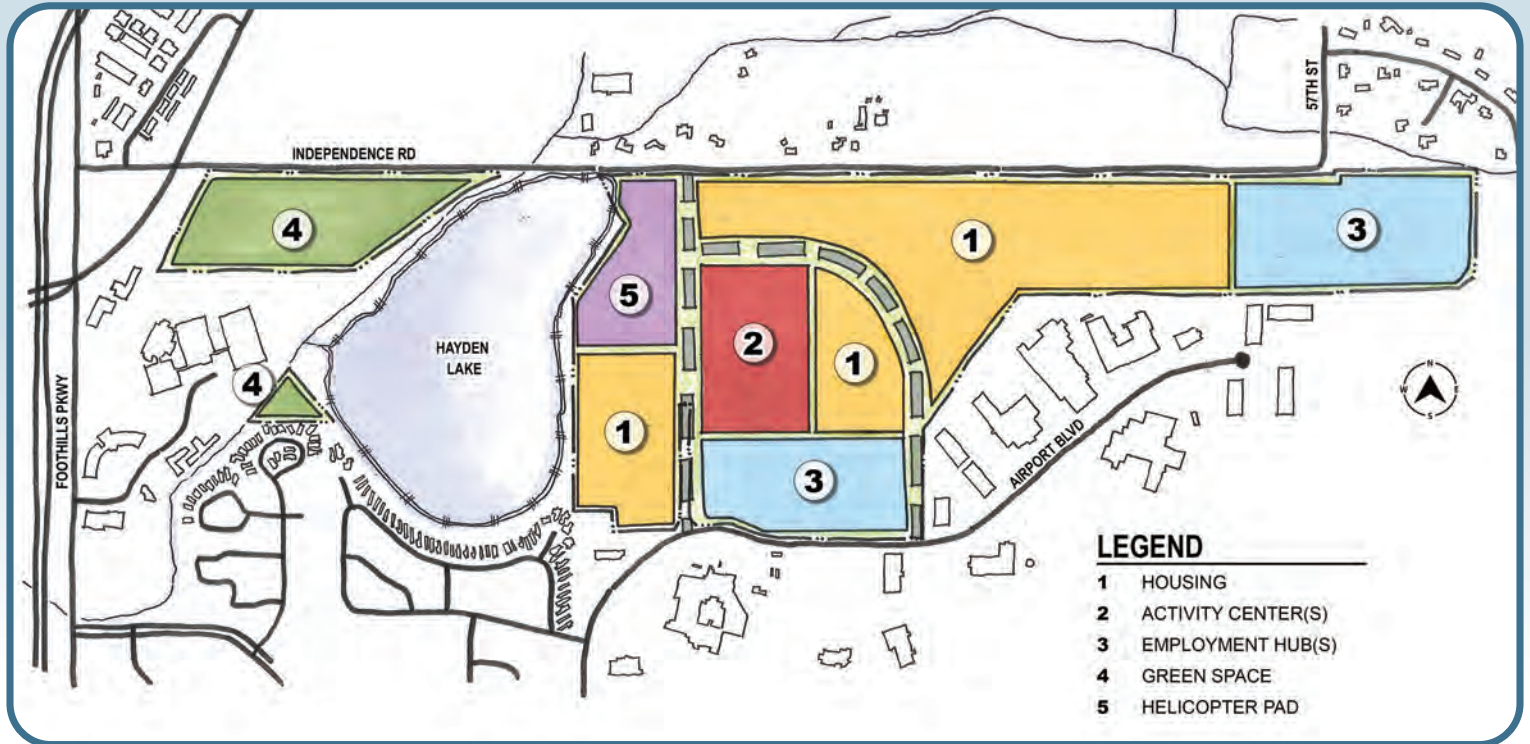 INDEPENDENCE RD
57TH ST
4
1
3
5
2
HAYDEN
LAKE
1
4
1
FOOTHILLS PKWY
3
AIRPORT BLVD
N
W E
S
LEGEND
1 HOUSING
2 ACTIVITY CENTER(S)
3 EMPLOYMENT HUB(S)
4 GREEN SPACE
5 HELICOPTER PAD